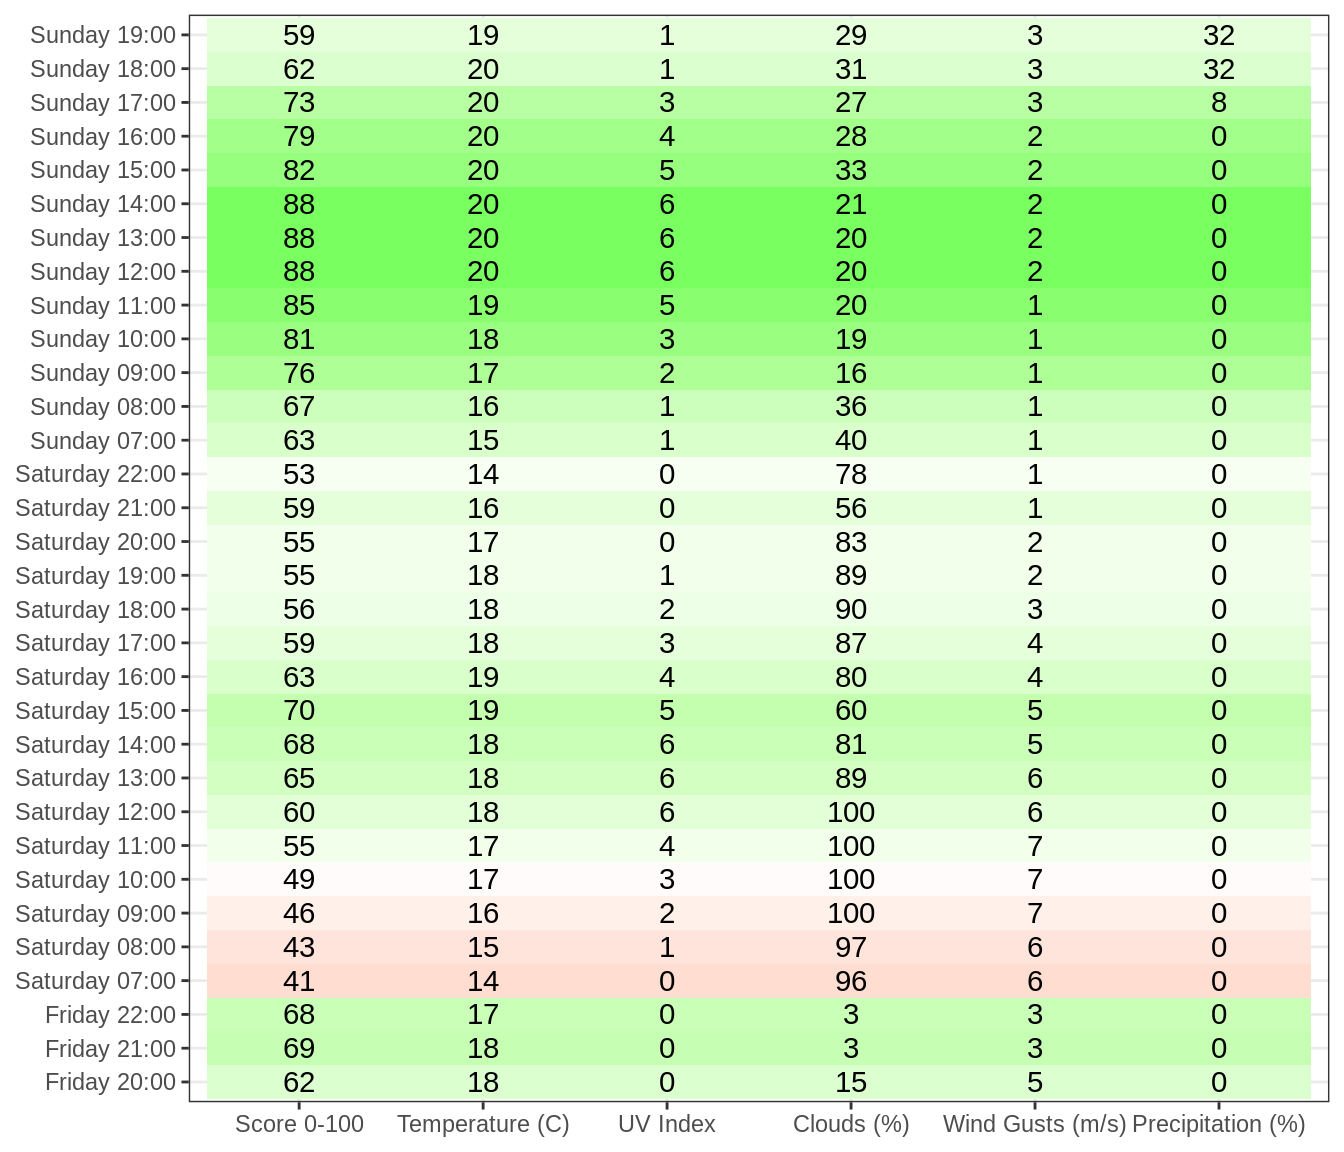 Sunday 19:00 59 19 1 29 3 32
Sunday 18:00 62 20 1 31 3 32
Sunday 17:00 73 20 3 27 3 8
Sunday 16:00 79 20 4 28 2 0
Sunday 15:00 82 20 5 33 2 0
Sunday 14:00 88 20 6 21 2 0
Sunday 13:00 88 20 6 20 2 0
Sunday 12:00 88 20 6 20 2 0
Sunday 11:00 85 19 5 20 1 0
Sunday 10:00 81 18 3 19 1 0
Sunday 09:00 76 17 2 16 1 0
Sunday 08:00 67 16 1 36 1 0
Sunday 07:00 63 15 1 40 1 0
Saturday 22:00 53 14 0 78 1 0
Saturday 21:00 59 16 0 56 1 0
Saturday 20:00 55 17 0 83 2 0
Saturday 19:00 55 18 1 89 2 0
Saturday 18:00 56 18 2 90 3 0
Saturday 17:00 59 18 3 87 4 0
Saturday 16:00 63 19 4 80 4 0
Saturday 15:00 70 19 5 60 5 0
Saturday 14:00 68 18 6 81 5 0
Saturday 13:00 65 18 6 89 6 0
Saturday 12:00 60 18 6 100 6 0
Saturday 11:00 55 17 4 100 7 0
Saturday 10:00 49 17 3 100 7 0
Saturday 09:00 46 16 2 100 7 0
Saturday 08:00 43 15 1 97 6 0
Saturday 07:00 41 14 0 96 6 0
Friday 22:00 68 17 0 3 3 0
Friday 21:00 69 18 0 3 3 0
Friday 20:00 62 18 0 15 5 0
Score 0-100 Temperature (C) UV Index Clouds (%) Wind Gusts (m/s) Precipitation (%)